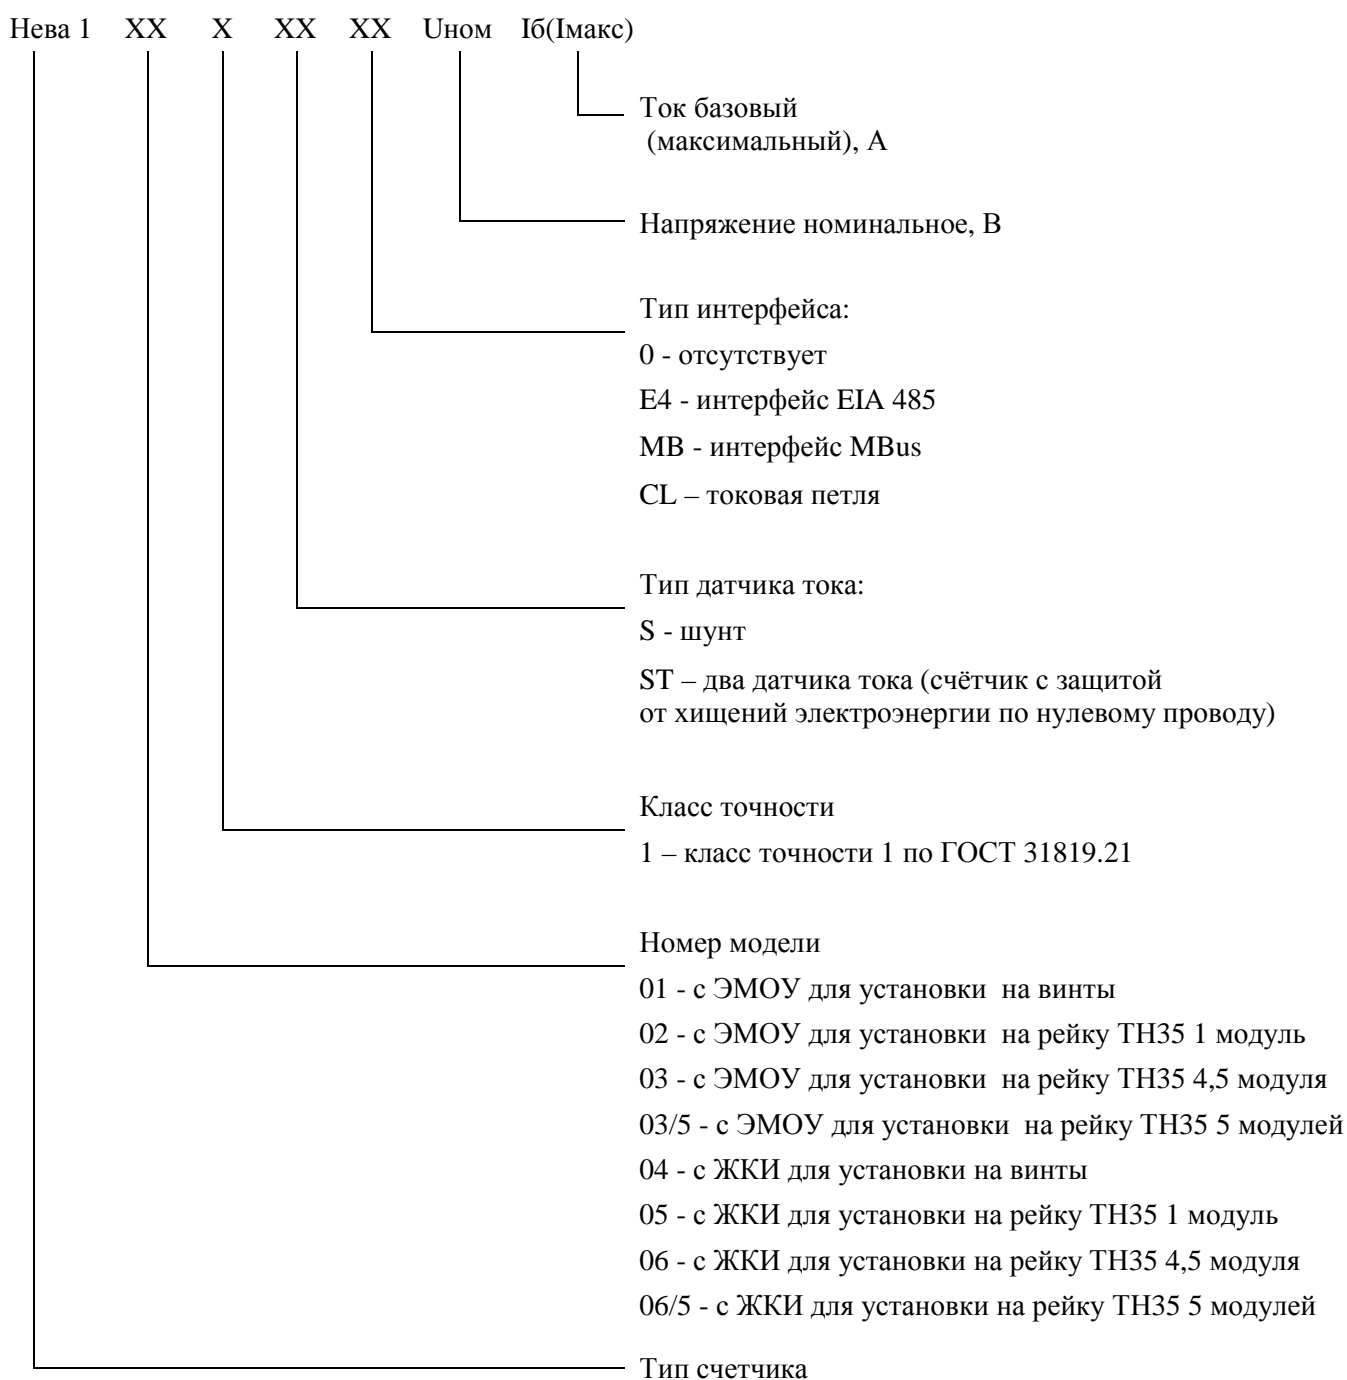 Нева 1 ХХ Х ХХ ХХ Uном Iб(Iмакс)
Ток базовый
(максимальный), А
Напряжение номинальное, В
Тип интерфейса:
0 - отсутствует
E4 - интерфейс EIA 485
MB - интерфейс MBus
CL – токовая петля
Тип датчика тока:
S - шунт
ST – два датчика тока (счётчик с защитой
от хищений электроэнергии по нулевому проводу)
Класс точности
1 – класс точности 1 по ГОСТ 31819.21
Номер модели
01 - с ЭМОУ для установки на винты
02 - с ЭМОУ для установки на рейку ТН35 1 модуль
03 - с ЭМОУ для установки на рейку ТН35 4,5 модуля
03/5 - с ЭМОУ для установки на рейку ТН35 5 модулей
04 - с ЖКИ для установки на винты
05 - с ЖКИ для установки на рейку ТН35 1 модуль
06 - с ЖКИ для установки на рейку ТН35 4,5 модуля
06/5 - с ЖКИ для установки на рейку ТН35 5 модулей
Тип счетчика